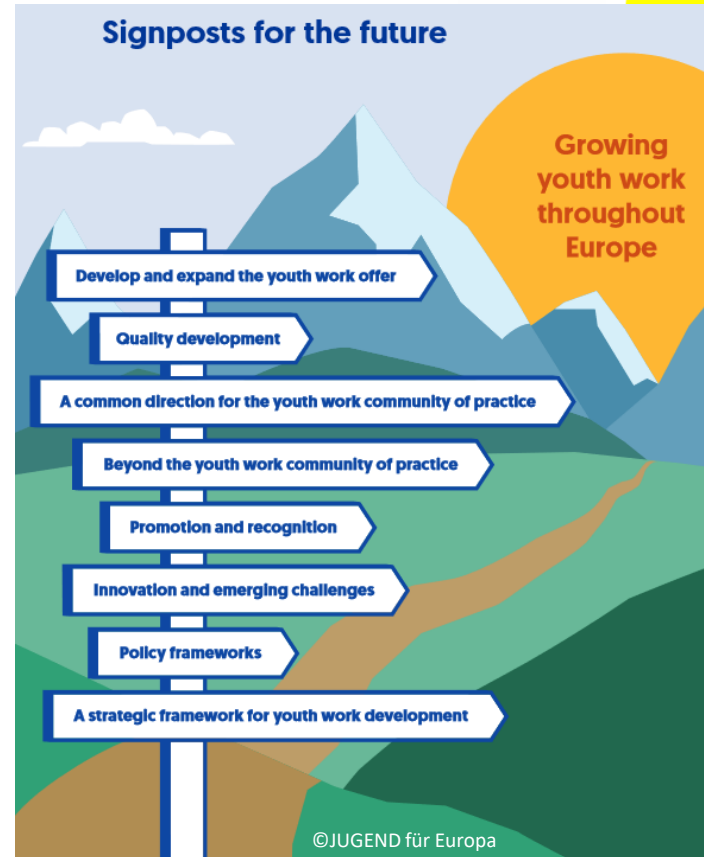 Signposts for the future
Growing
youth work
throughout
Europe
Develop and expand the youth work offer
Quality development
A common direction for the youth work community of practice
Beyond the youth work community of practice
Promotion and recognition
Innovation and emerging challenges
Policy frameworks
A strategic framework for youth work development
©JUGEND für Europa